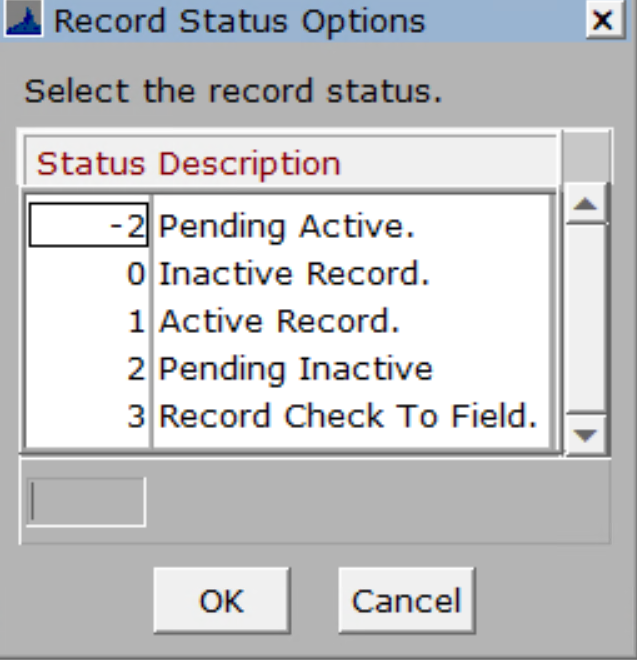 Record Status Options
Select the record status.
Status Description
-2 Pending Active.
0 Inactive Record.
1 Active Record.
2 Pending Inactive
3 Record Check To Field.
OK Cancel